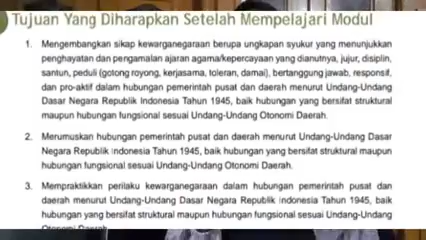 Tujuan Yang Diharapkan Setelah Mempelajari Modul
1. Mengembangkan sikap kewarganegaraan berupa ungkapan syukur yang menunjukkan
penghayatan dan pengamalan ajaran agama/kepercayaan yang dianutnya, jujur, disiplin,
santun, peduli (gotong royong, kerjasama, toleran, damai), bertanggung jawab, responsif,
dan pro-aktif dalam hubungan pemerintah pusat dan daerah menurut Undang-Undang
Dasar Negara Republik Indonesia Tahun 1945, baik hubungan yang bersifat struktural
maupun hubungan fungsional sesuai Undang-Undang Otonomi Daerah.
2. Merumuskan hubungan pemerintah pusat dan daerah menurut Undang-Undang Dasar
Negara Republik Indonesia Tahun 1945, baik hubungan yang bersifat struktural maupun
hubungan fungsional sesuai Undang-Undang Otonomi Daerah.
3. Mempraktikkan perilaku kewarganegaraan dalam hubungan pemerintah pusat dan
daerah menurut Undang-Undang Dasar Negara Republik Indonesia Tahun 1945, baik
hubungan yang bersifat struktural maupun hubungan fungsional sesuai Undang-Undang
Otonomi Daerah.